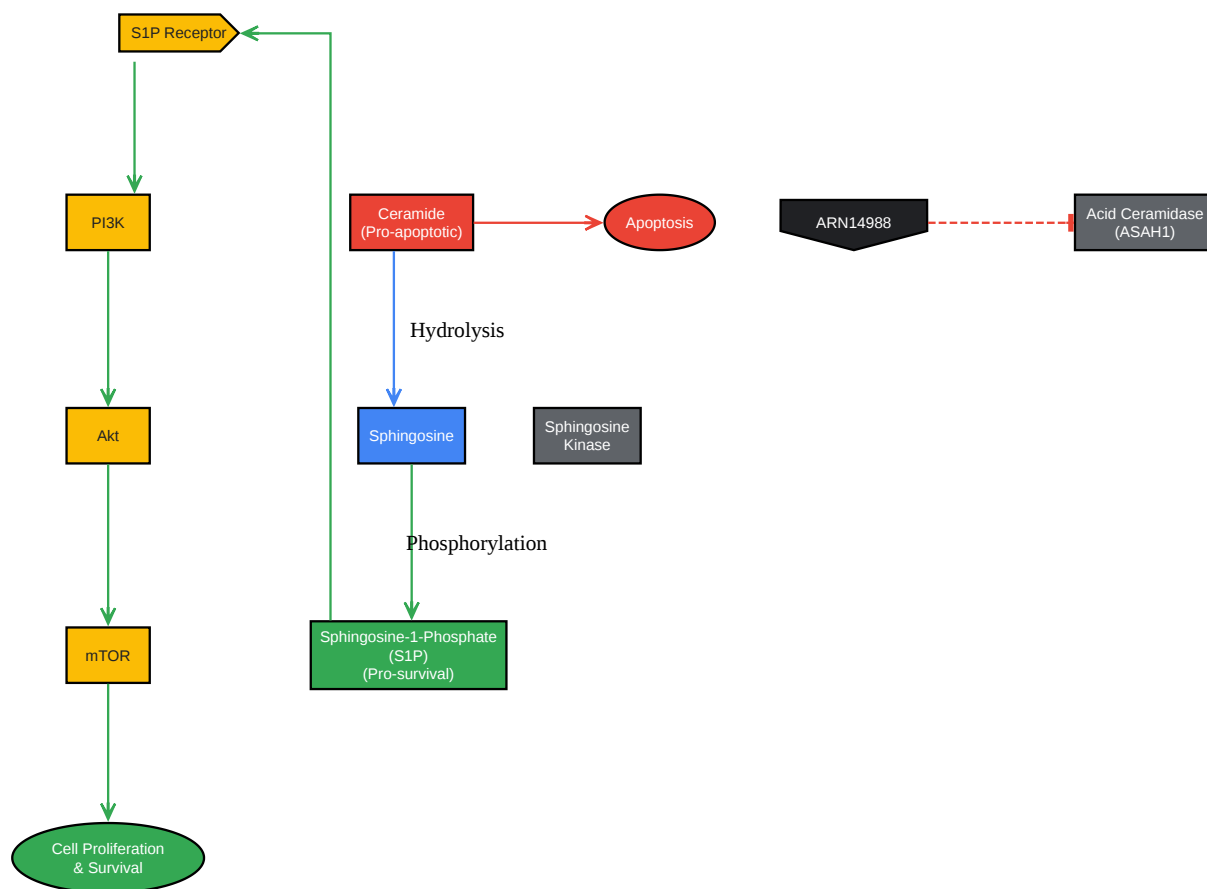 S1P Receptor
PI3K
Ceramide
(Pro-apoptotic)
Apoptosis
ARN14988
Acid Ceramidase
(ASAH1)
Hydrolysis
Akt
Sphingosine
Sphingosine
Kinase
Phosphorylation
mTOR
Sphingosine-1-Phosphate
(S1P)
(Pro-survival)
Cell Proliferation
& Survival